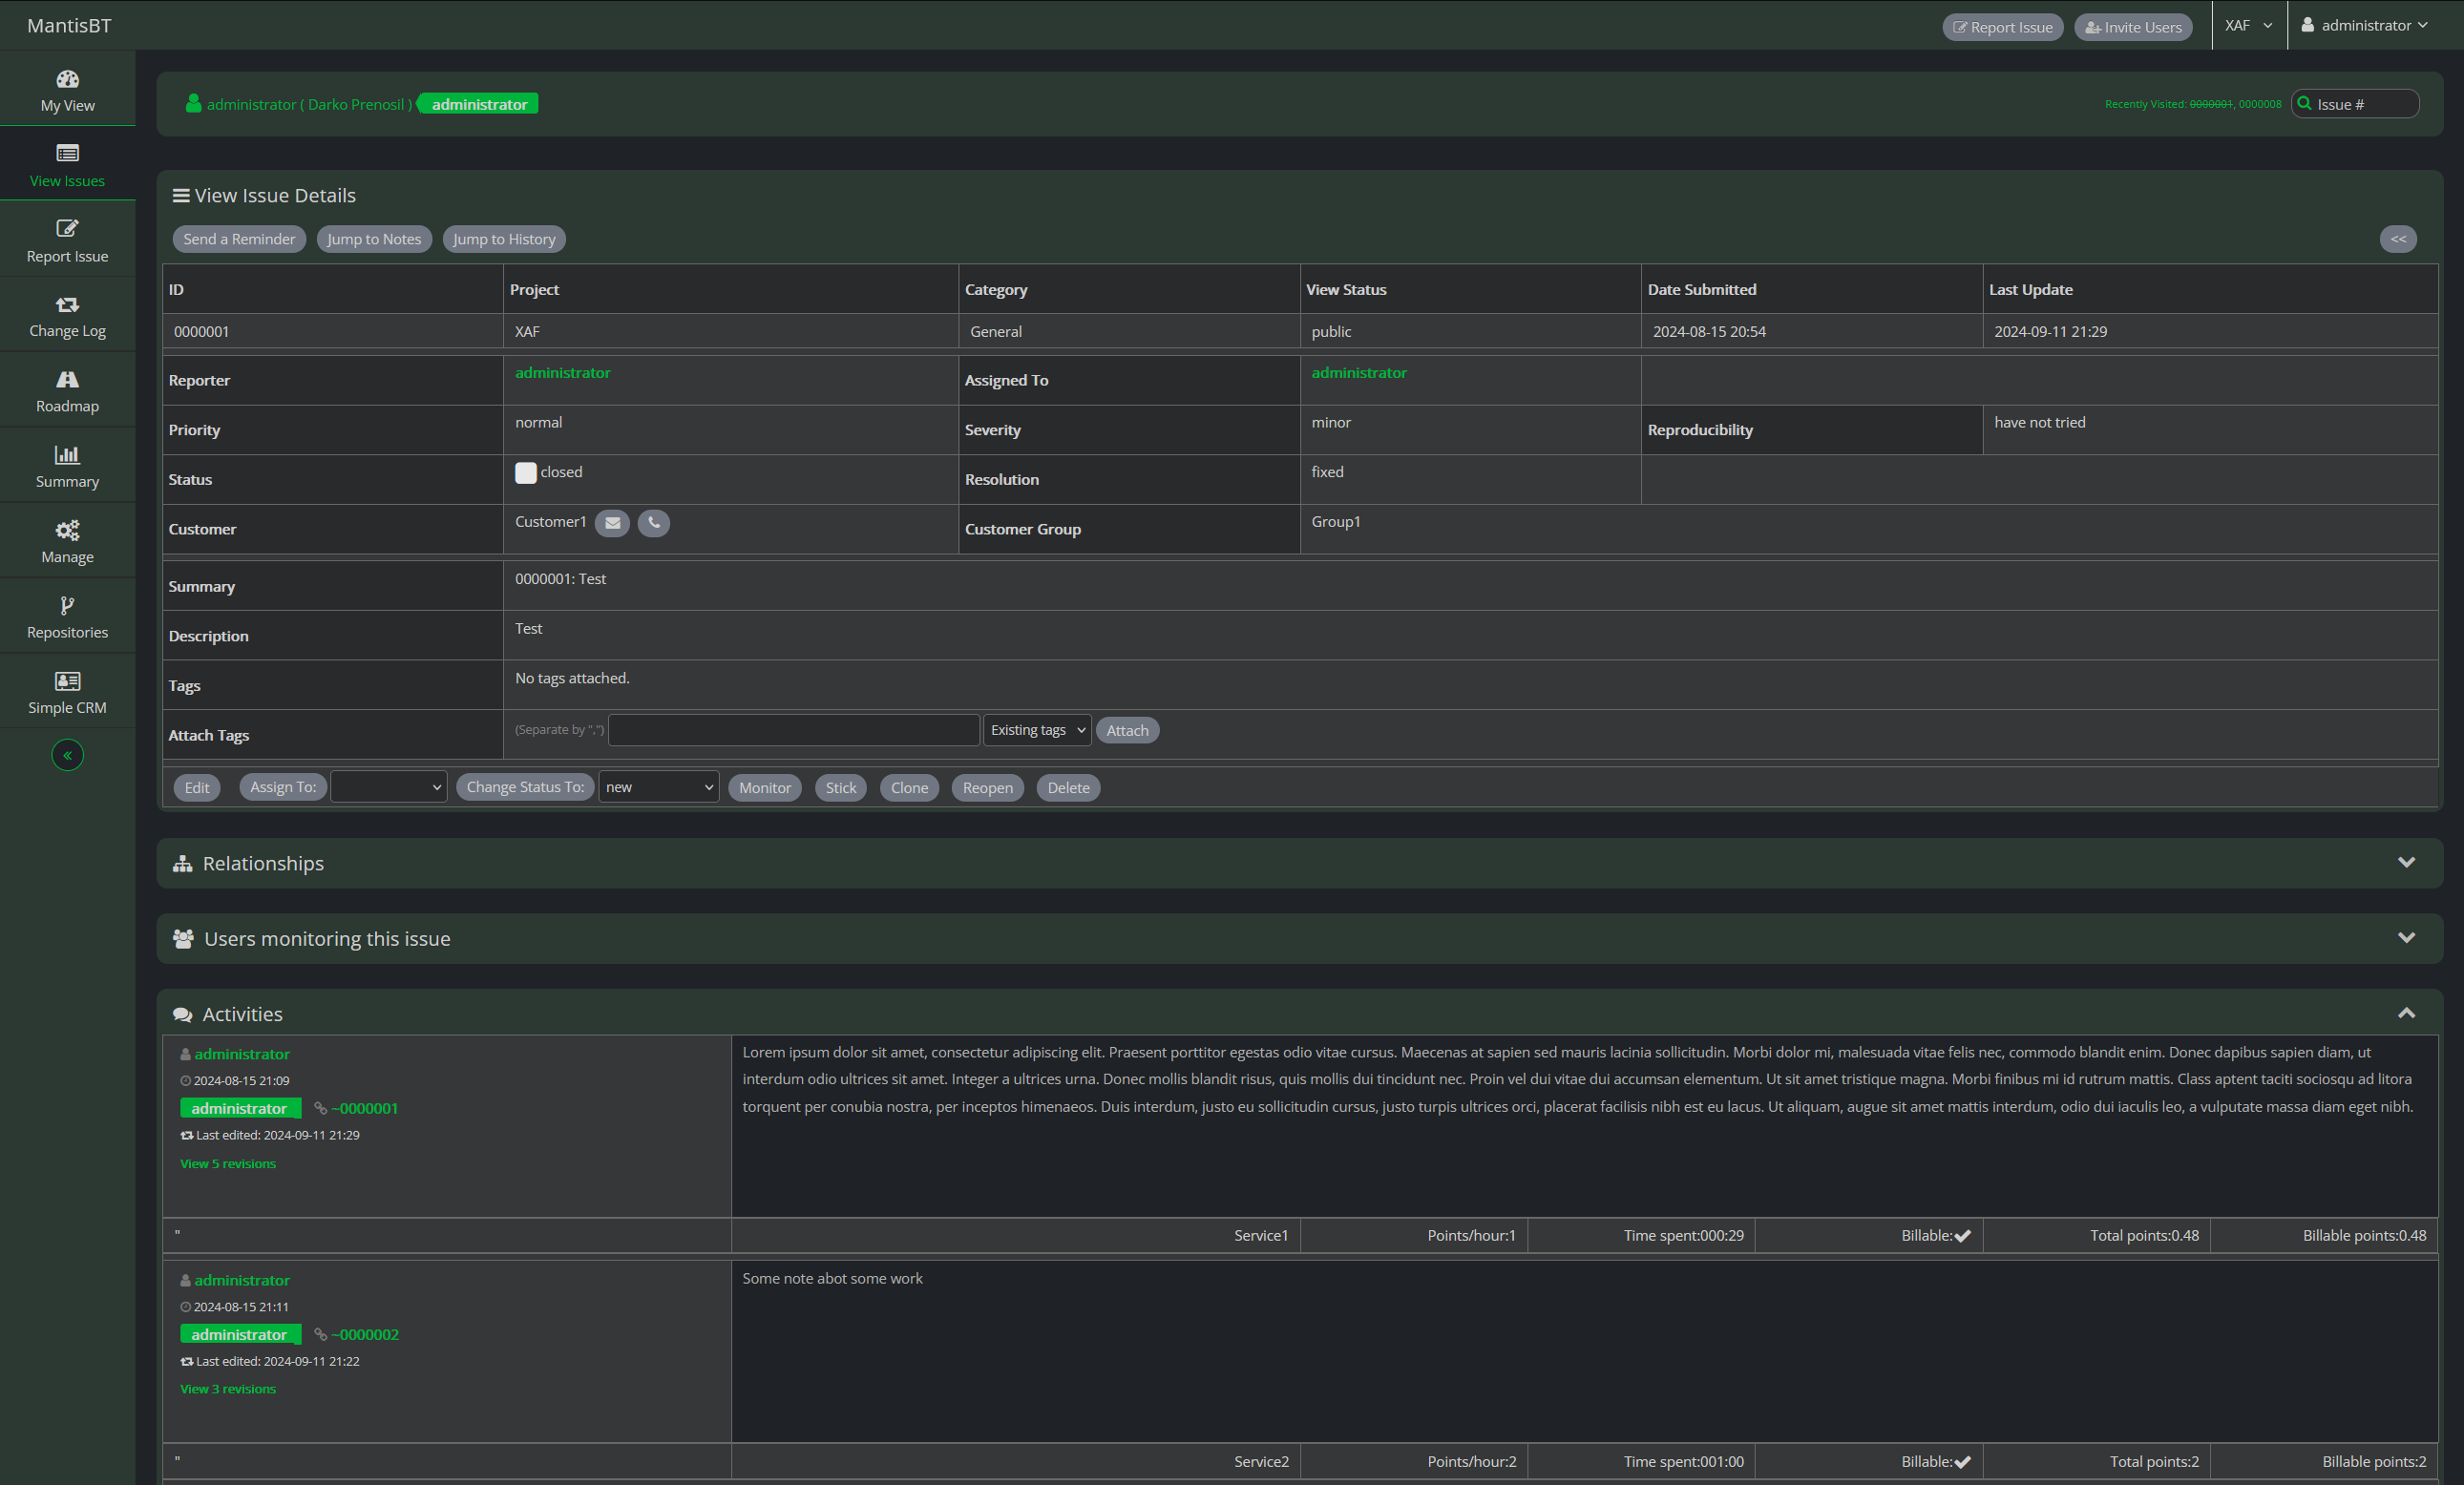 MantisBT
Report Issue Invite Users XAF administrator
My View
View Issues
Report Issue
Change Log
Roadmap
Summary
Manage
Repositories
Simple CRM
«
administrator ( Darko Prenosil ) administrator
Recently Visited: 0000001, 0000008 Issue #
View Issue Details
Send a Reminder Jump to Notes Jump to History <<
ID Project Category View Status Date Submitted Last Update
0000001 XAF General public 2024-08-15 20:54 2024-09-11 21:29
Reporter administrator Assigned To administrator
Priority normal Severity minor Reproducibility have not tried
Status closed Resolution fixed
Customer Customer1 Customer Group Group1
Summary 0000001: Test
Description Test
Tags No tags attached.
Attach Tags (Separate by ",") Existing tags Attach
Edit Assign To: Change Status To: new Monitor Stick Clone Reopen Delete
Relationships
Users monitoring this issue
Activities
administrator
2024-08-15 21:09
administrator ~0000001
Last edited: 2024-09-11 21:29
View 5 revisions
Lorem ipsum dolor sit amet, consectetur adipiscing elit. Praesent porttitor egestas odio vitae cursus. Maecenas at sapien sed mauris lacinia sollicitudin. Morbi dolor mi, malesuada vitae felis nec, commodo blandit enim. Donec dapibus sapien diam, ut
interdum odio ultrices sit amet. Integer a ultrices urna. Donec mollis blandit risus, quis mollis dui tincidunt nec. Proin vel dui vitae dui accumsan elementum. Ut sit amet tristique magna. Morbi finibus mi id rutrum mattis. Class aptent taciti sociosqu ad litora
torquent per conubia nostra, per inceptos himenaeos. Duis interdum, justo eu sollicitudin cursus, justo turpis ultrices orci, placerat facilisis nibh est eu lacus. Ut aliquam, augue sit amet mattis interdum, odio dui iaculis leo, a vulputate massa diam eget nibh.
" Service1 Points/hour:1 Time spent:000:29 Billable: Total points:0.48 Billable points:0.48
administrator
2024-08-15 21:11
administrator ~0000002
Last edited: 2024-09-11 21:22
View 3 revisions
Some note abot some work
" Service2 Points/hour:2 Time spent:001:00 Billable: Total points:2 Billable points:2